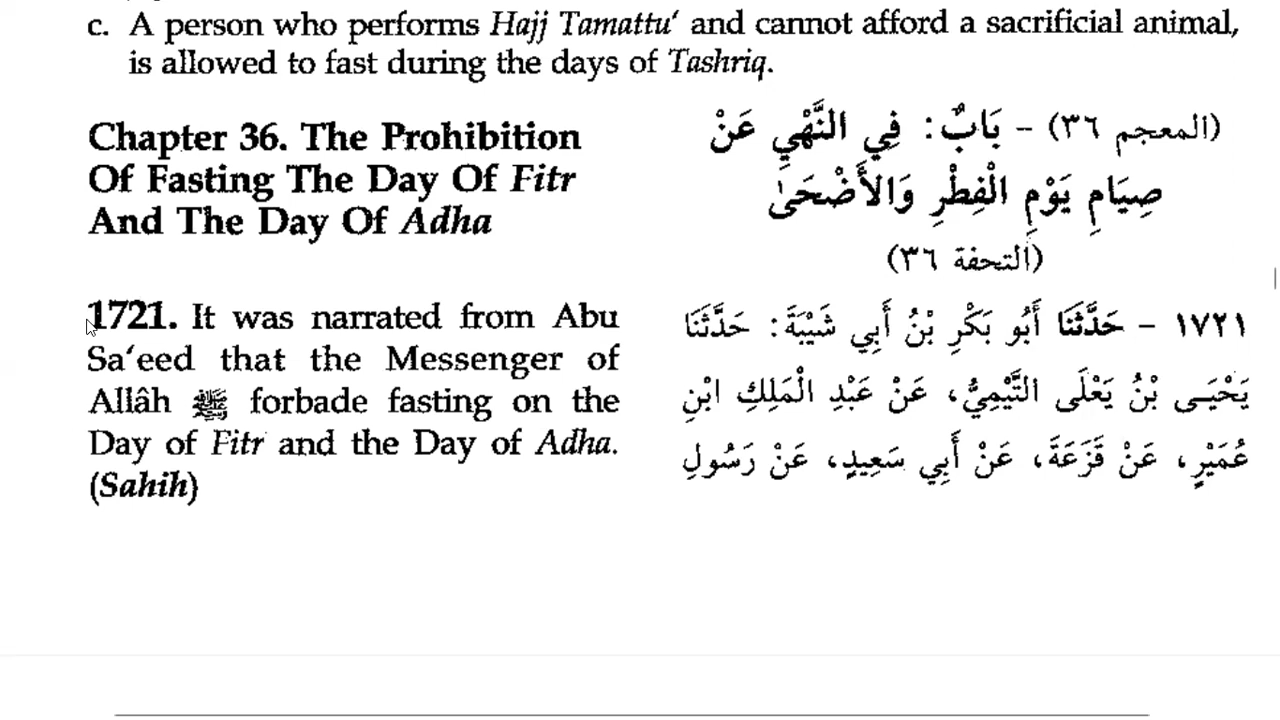 c. A person who performs Hajj Tamattu‘ and cannot afford a sacrificial animal,
is allowed to fast during the days of Tashriq.
Chapter 36. The Prohibition
Of Fasting The Day Of Fitr
And The Day Of Adha
(المعجم ٣٦) - بَابٌ: فِي النَّهْيِ عَنْ
صِيَامِ يَوْمِ الْفِطْرِ وَالأَضْحَىٰ
(التحفة ٣٦)
1721. It was narrated from Abu
Sa‘eed that the Messenger of
Allâh ﷺ forbade fasting on the
Day of Fitr and the Day of Adha.
(Sahih)
١٧٢١ - حَدَّثَنَا أَبُو بَكْرِ بْنُ أَبِي شَيْبَةَ: حَدَّثَنَا
يَحْيَـى بْنُ يَعْلَى التَّيْمِيُّ، عَنْ عَبْدِ الْمَلِكِ ابْنِ
عُمَيْرٍ، عَنْ قَزَعَةَ، عَنْ أَبِي سَعِيدٍ، عَنْ رَسُولِ